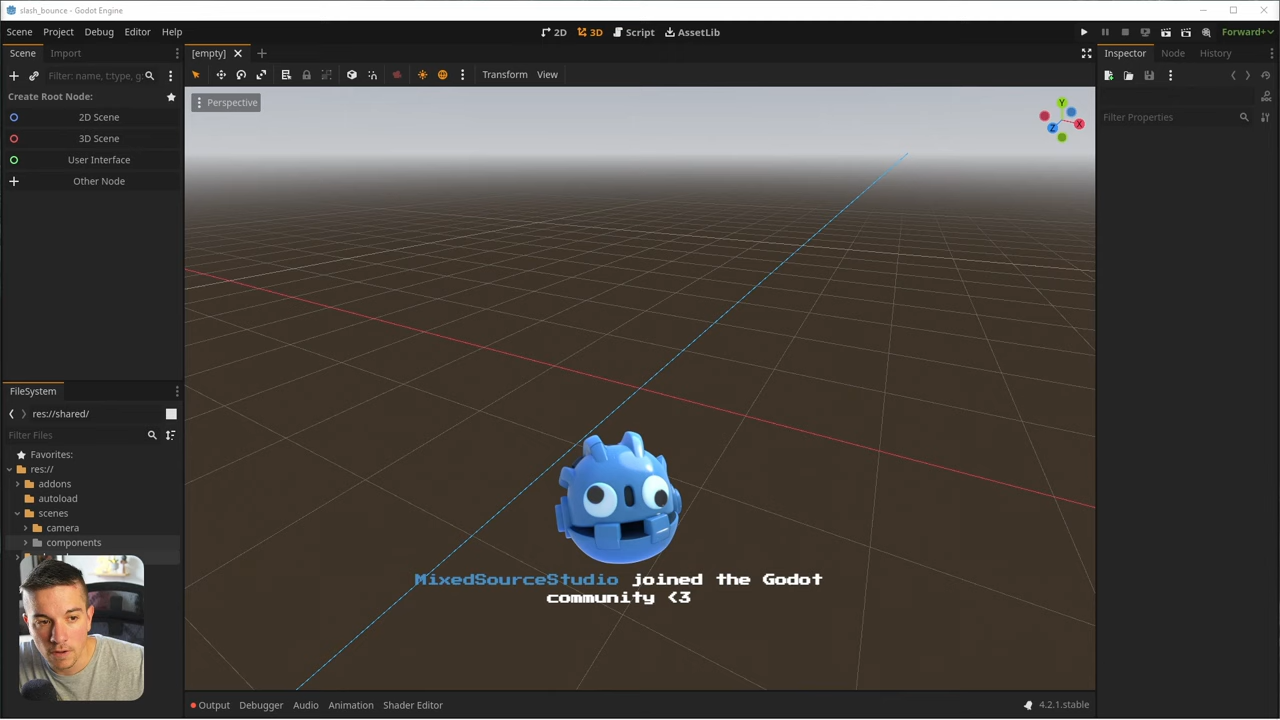 slash_bounce - Godot Engine
Scene Project Debug Editor Help
2D 3D Script AssetLib
Forward+
Scene Import
[empty]
Inspector Node History
Filter: name, t:type, g:
Transform View
Create Root Node:
Perspective
Y
X
Z
2D Scene
Filter Properties
3D Scene
User Interface
Other Node
FileSystem
res://shared/
Filter Files
Favorites:
res://
addons
autoload
scenes
camera
components
MixedSourceStudio joined the Godot
community <3
Output Debugger Audio Animation Shader Editor
4.2.1.stable